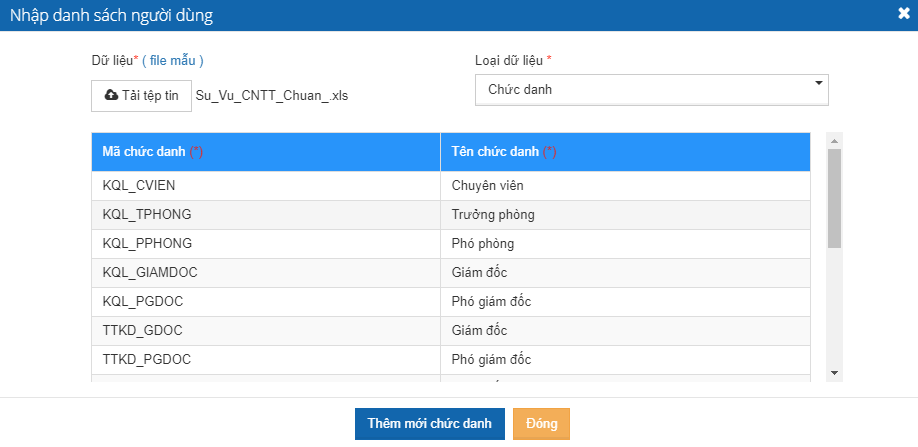 Nhập danh sách người dùng
Dữ liệu* ( file mẫu )
Loại dữ liệu *
Tải tệp tin Su_Vu_CNTT_Chuan_.xls
Chức danh
Mã chức danh (*) Tên chức danh (*)
KQL_CVIEN Chuyên viên
KQL_TPHONG Trưởng phòng
KQL_PPHONG Phó phòng
KQL_GIAMDOC Giám đốc
KQL_PGDOC Phó giám đốc
TTKD_GDOC Giám đốc
TTKD_PGDOC Phó giám đốc
Thêm mới chức danh Đóng